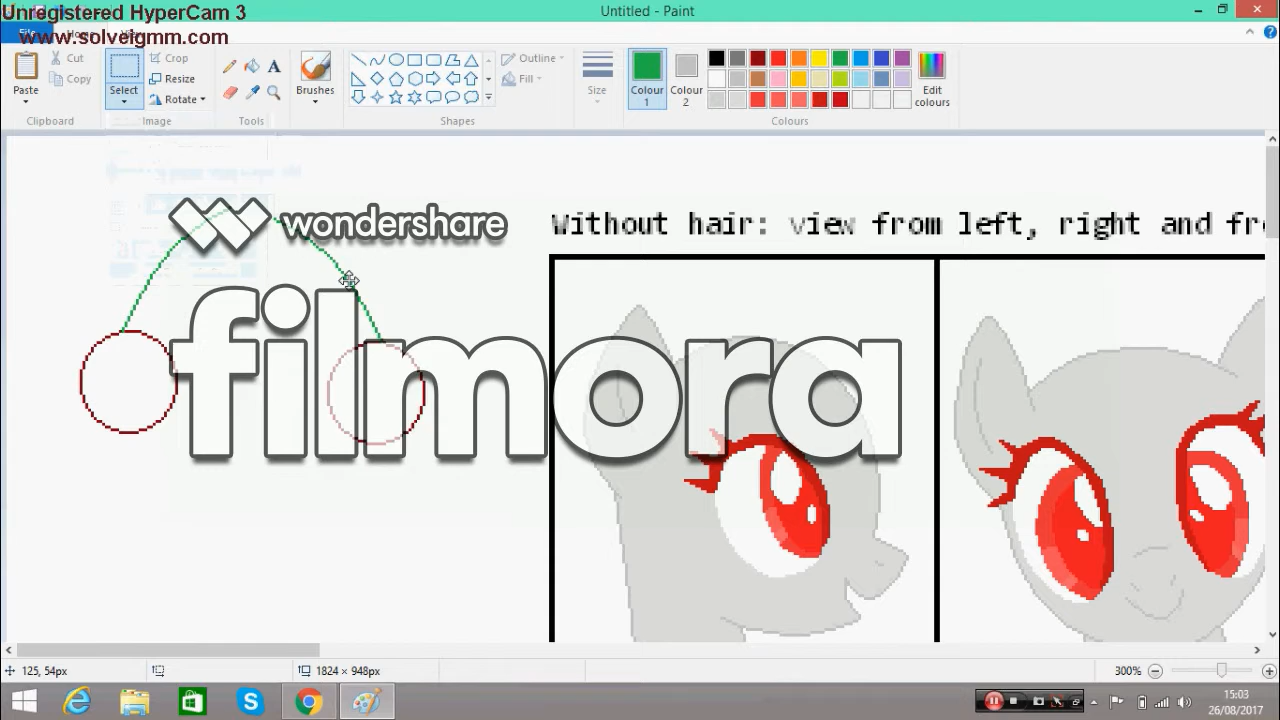 Unregistered HyperCam 3
Untitled - Paint
www.solveigmm.com
Paste
Cut
Copy
Select
Crop
Resize
Rotate
Brushes
Outline
Fill
Size
Colour 1
Colour 2
Edit colours
Clipboard
Image
Tools
Shapes
Colours
wondershare
filmora
Without hair: view from left, right and fr
125, 54px
1824 × 948px
300%
15:03
26/08/2017